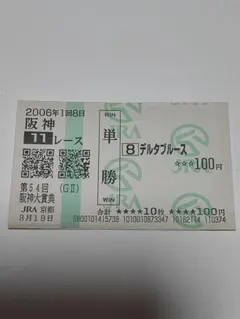 2006年1回8日
阪神
11レース
第54回 (GⅡ)
阪神大賞典
JRA 京都
3月19日
WIN
単勝
WIN
8 デルタブルース
☆☆☆100円
合計 ★★★★10枚 ★★★★100円